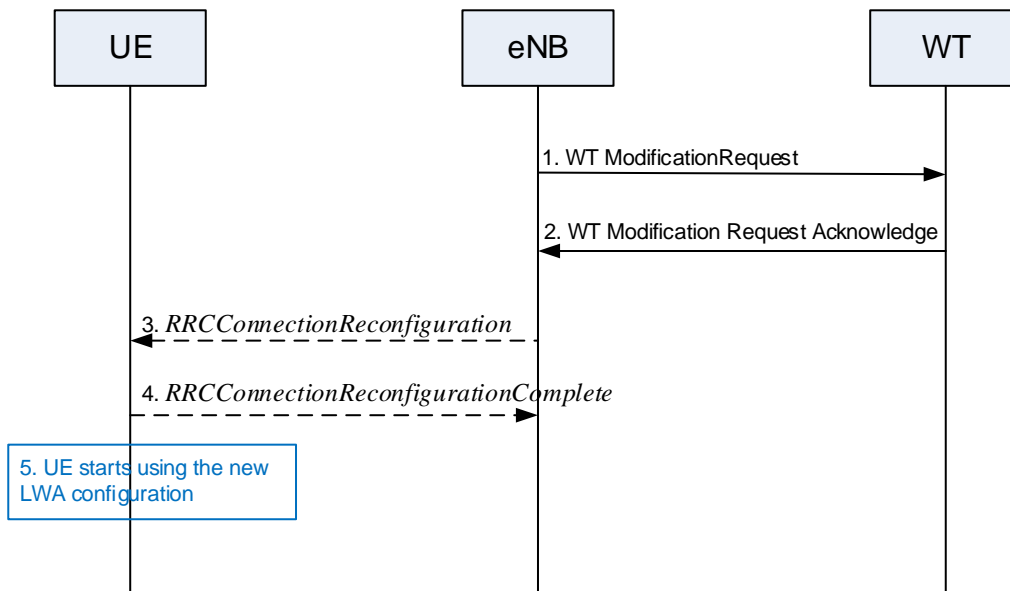 UE
eNB
WT
1. WT ModificationRequest
2. WT Modification Request Acknowledge
3. RRCConnectionReconfiguration
4. RRCConnectionReconfigurationComplete
5. UE starts using the new
LWA configuration